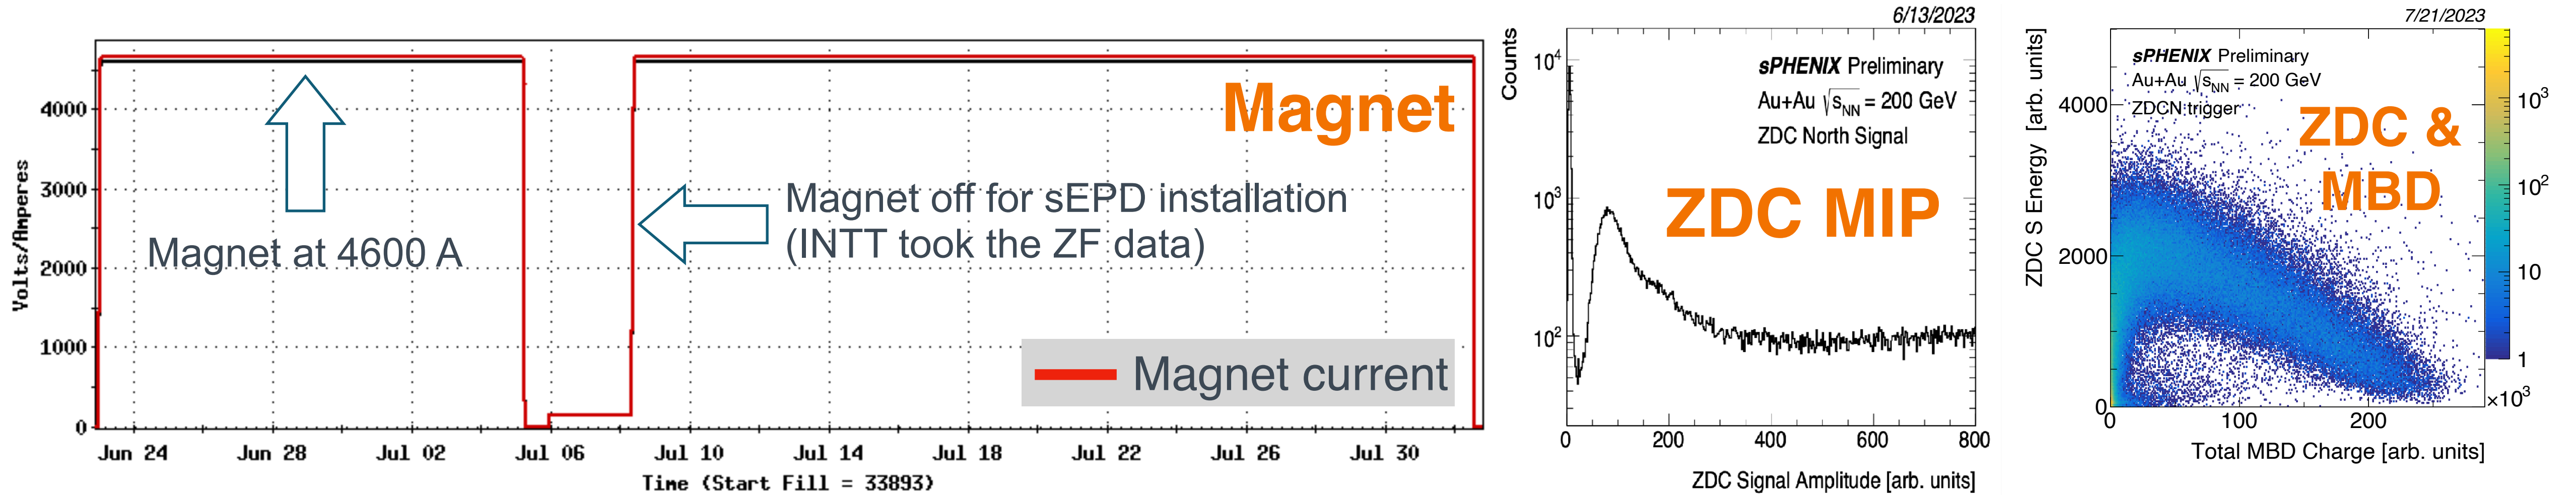 Volts/Amperes
4000
3000
2000
1000
0
Magnet
Magnet at 4600 A
Magnet off for sEPD installation
(INTT took the ZF data)
Magnet current
Jun 24 Jun 28 Jul 02 Jul 06 Jul 10 Jul 14 Jul 18 Jul 22 Jul 26 Jul 30
Time (Start Fill = 33893)
6/13/2023
Counts
10⁴
10³
10²
sPHENIX Preliminary
Au+Au √sNN = 200 GeV
ZDC North Signal
ZDC MIP
0 200 400 600 800
ZDC Signal Amplitude [arb. units]
7/21/2023
ZDC S Energy [arb. units]
4000
2000
0
sPHENIX Preliminary
Au+Au √sNN = 200 GeV
ZDCN trigger
ZDC &
MBD
10³
10²
10
1
×10³
0 100 200
Total MBD Charge [arb. units]